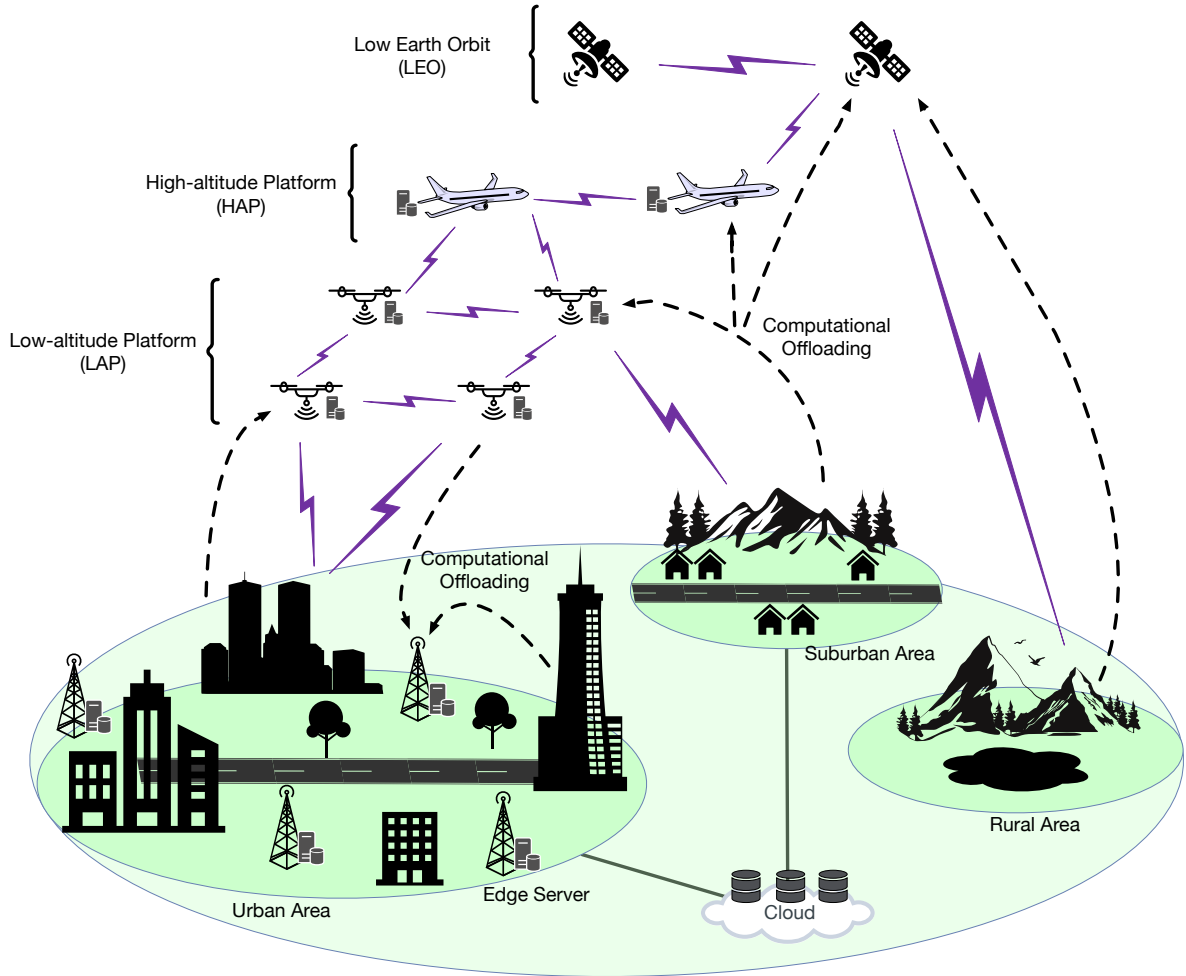 Low Earth Orbit
(LEO)
High-altitude Platform
(HAP)
Low-altitude Platform
(LAP)
Computational
Offloading
Computational
Offloading
Suburban Area
Rural Area
Edge Server
Urban Area
Cloud